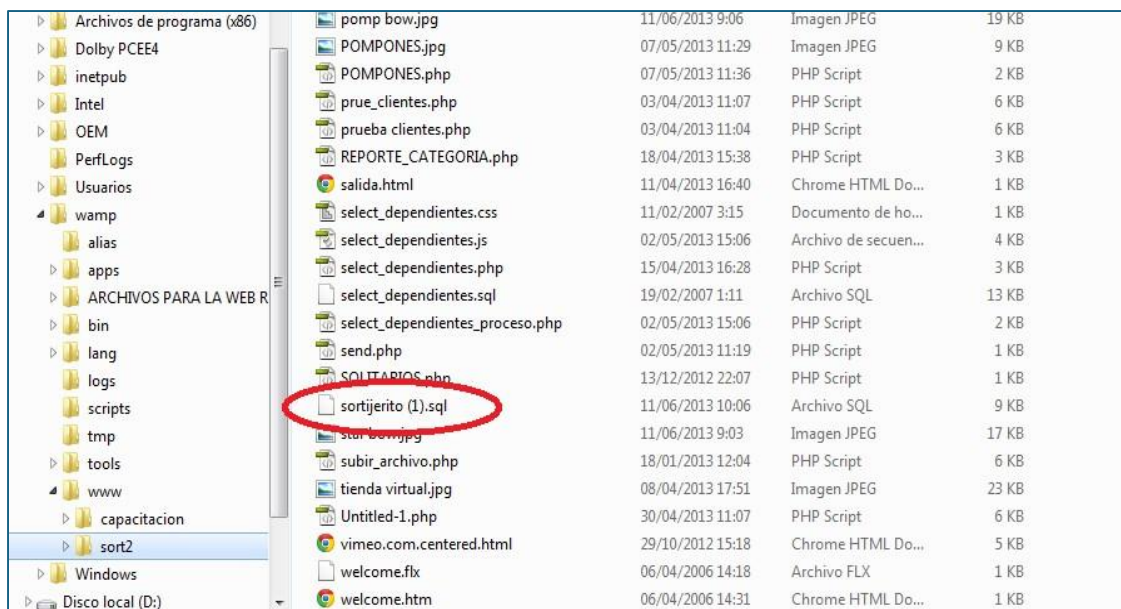 Archivos de programa (x86)
Dolby PCEE4
inetpub
Intel
OEM
PerfLogs
Usuarios
wamp
alias
apps
ARCHIVOS PARA LA WEB R
bin
lang
logs
scripts
tmp
tools
www
capacitacion
sort2
Windows
Disco local (D:)
pomp bow.jpg 11/06/2013 9:06 Imagen JPEG 19 KB
POMPONES.jpg 07/05/2013 11:29 Imagen JPEG 9 KB
POMPONES.php 07/05/2013 11:36 PHP Script 2 KB
prue_clientes.php 03/04/2013 11:07 PHP Script 6 KB
prueba clientes.php 03/04/2013 11:04 PHP Script 6 KB
REPORTE_CATEGORIA.php 18/04/2013 15:38 PHP Script 3 KB
salida.html 11/04/2013 16:40 Chrome HTML Do... 1 KB
select_dependientes.css 11/02/2007 3:15 Documento de ho... 1 KB
select_dependientes.js 02/05/2013 15:06 Archivo de secuen... 4 KB
select_dependientes.php 15/04/2013 16:28 PHP Script 3 KB
select_dependientes.sql 19/02/2007 1:11 Archivo SQL 13 KB
select_dependientes_proceso.php 02/05/2013 15:06 PHP Script 2 KB
send.php 02/05/2013 11:19 PHP Script 1 KB
SOLITARIOS.php 13/12/2012 22:07 PHP Script 1 KB
sortijerito (1).sql 11/06/2013 10:06 Archivo SQL 9 KB
star bow.jpg 11/06/2013 9:03 Imagen JPEG 17 KB
subir_archivo.php 18/01/2013 12:04 PHP Script 6 KB
tienda virtual.jpg 08/04/2013 17:51 Imagen JPEG 23 KB
Untitled-1.php 30/04/2013 11:07 PHP Script 6 KB
vimeo.com.centered.html 29/10/2012 15:18 Chrome HTML Do... 5 KB
welcome.flx 06/04/2006 14:18 Archivo FLX 1 KB
welcome.htm 06/04/2006 14:31 Chrome HTML Do... 1 KB